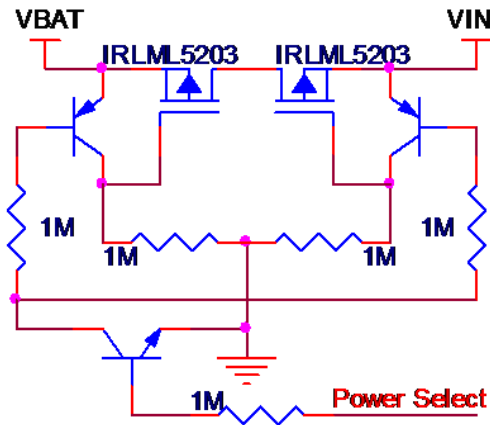 VBAT
VIN
IRLML5203
IRLML5203
1M
1M
1M
1M
1M
Power Select